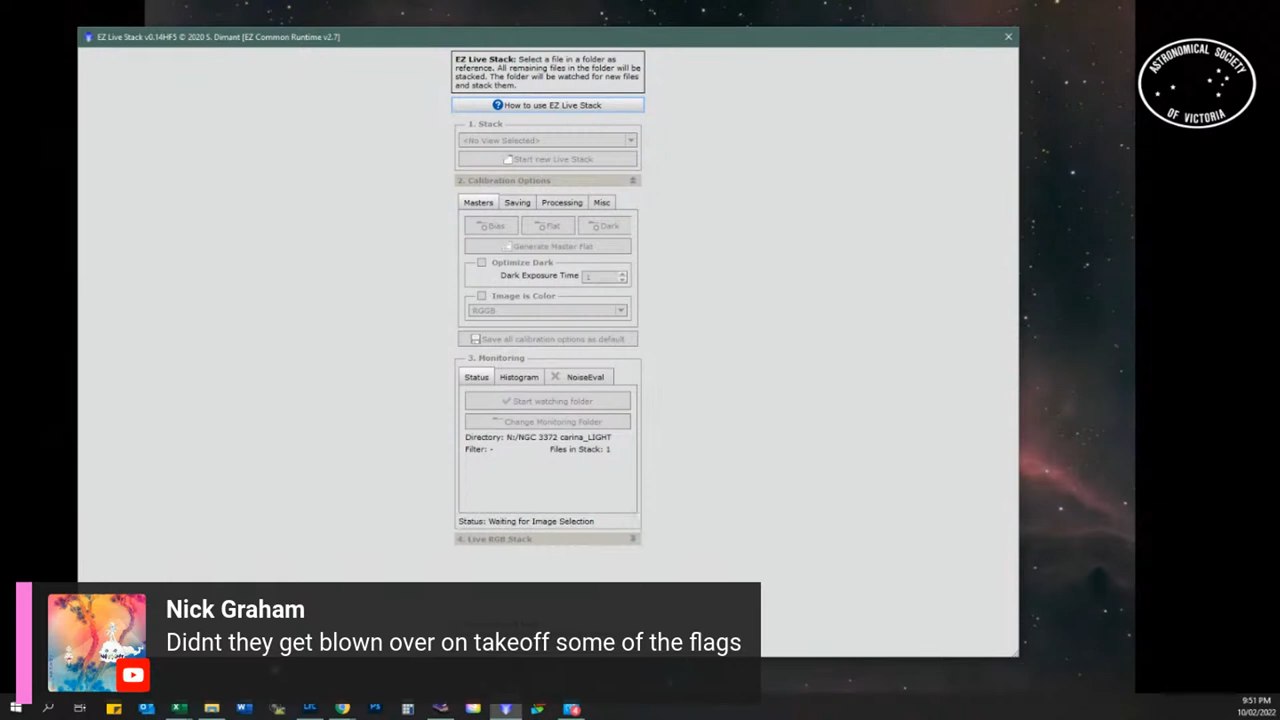 EZ Live Stack v0.14HF5 © 2020 S. Dimant [EZ Common Runtime v2.7]
ASTRONOMICAL SOCIETY
OF VICTORIA
EZ Live Stack: Select a file in a folder as
reference. All remaining files in the folder will be
stacked. The folder will be watched for new files
and stack them.
How to use EZ Live Stack
1. Stack
<No View Selected>
Start new Live Stack
2. Calibration Options
Masters Saving Processing Misc
Bias Flat Dark
Generate Master Flat
Optimize Dark
Dark Exposure Time 1
Image is Color
RGGB
Save all calibration options as default
3. Monitoring
Status Histogram NoiseEval
Start watching folder
Change Monitoring Folder
Directory: N:/NGC 3372 carina_LIGHT
Filter: - Files in Stack: 1
Status: Waiting for Image Selection
4. Live RGB Stack
Nick Graham
Didnt they get blown over on takeoff some of the flags
9:51 PM
10/02/2022